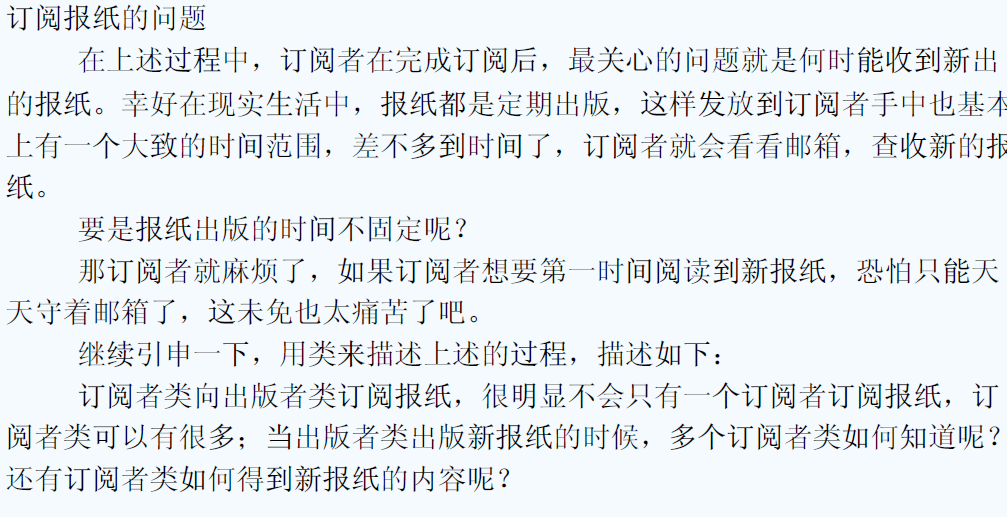 订阅报纸的问题
在上述过程中，订阅者在完成订阅后，最关心的问题就是何时能收到新出
的报纸。幸好在现实生活中，报纸都是定期出版，这样发放到订阅者手中也基本
上有一个大致的时间范围，差不多到时间了，订阅者就会看看邮箱，查收新的报
纸。
要是报纸出版的时间不固定呢？
那订阅者就麻烦了，如果订阅者想要第一时间阅读到新报纸，恐怕只能天
天守着邮箱了，这未免也太痛苦了吧。
继续引申一下，用类来描述上述的过程，描述如下：
订阅者类向出版者类订阅报纸，很明显不会只有一个订阅者订阅报纸，订
阅者类可以有很多；当出版者类出版新报纸的时候，多个订阅者类如何知道呢？
还有订阅者类如何得到新报纸的内容呢？